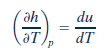 (∂h/∂T)_p = du/dT